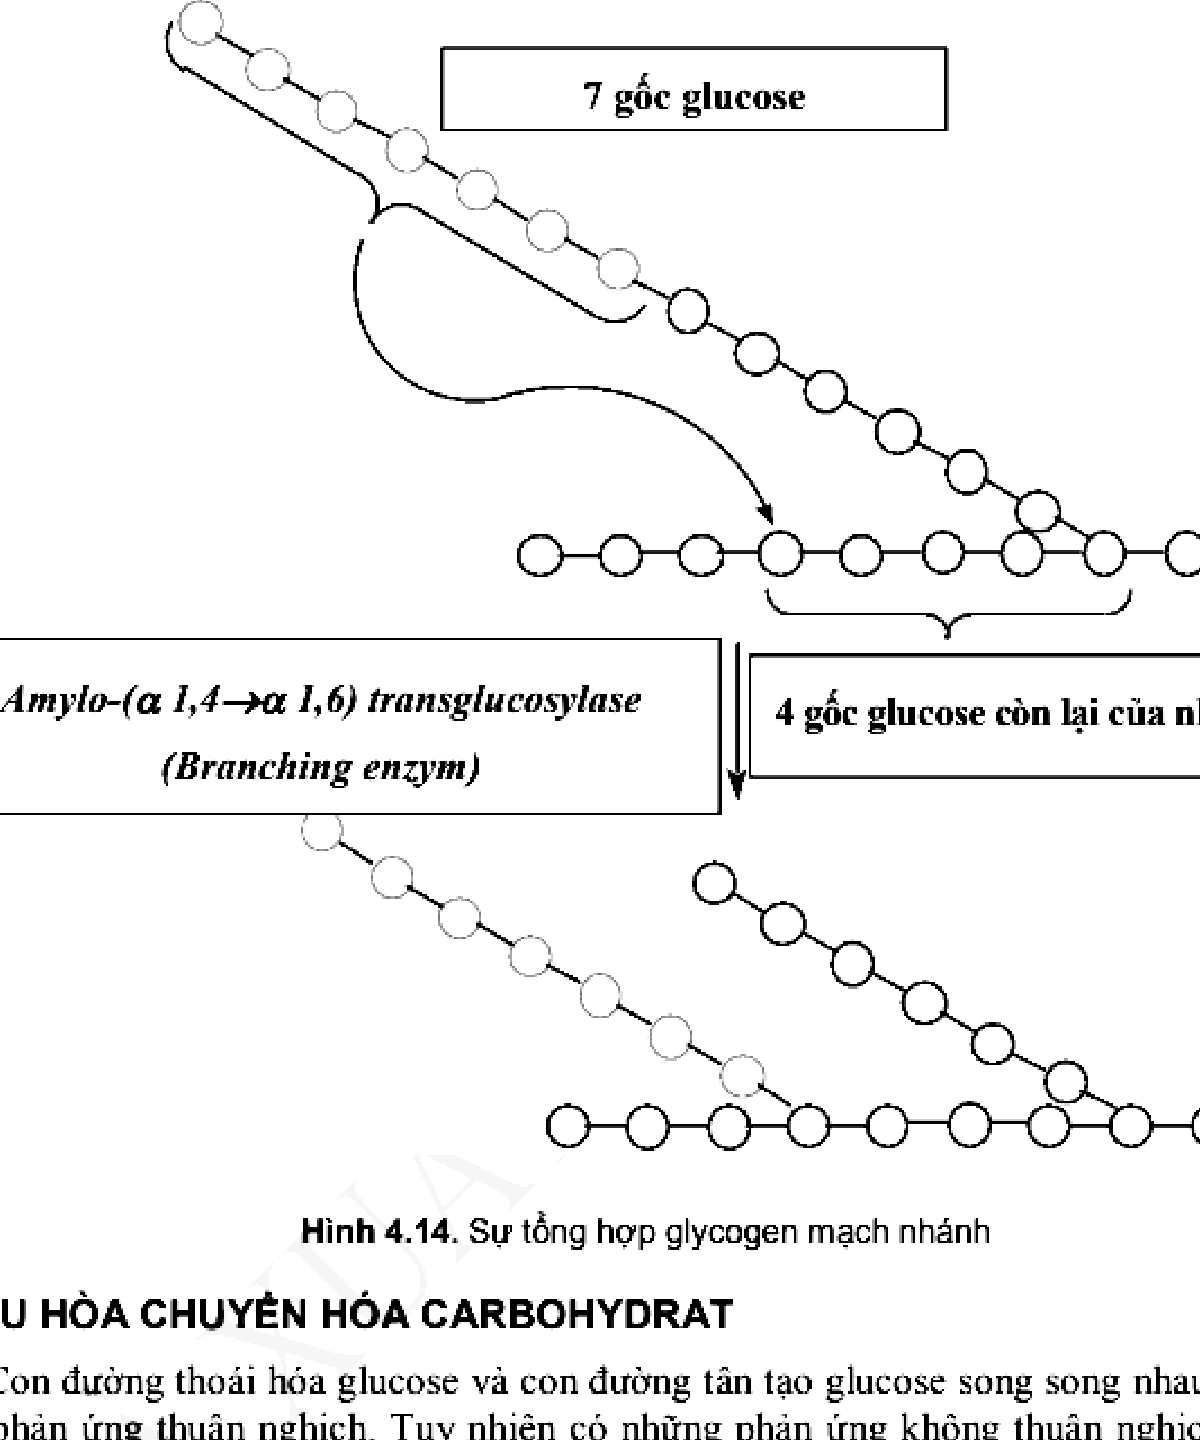 7 gốc glucose
Amylo-(α 1,4→α 1,6) transglucosylase
(Branching enzym)
4 gốc glucose còn lại của
Hình 4.14. Sự tổng hợp glycogen mạch nhánh
HÒA CHUYỂN HÓA CARBOHYDRAT
Con đường thoái hóa glucose và con đường tân tạo glucose song song nhau
phản ứng thuận nghịch. Tuy nhiên có những phản ứng không thuận
XUA